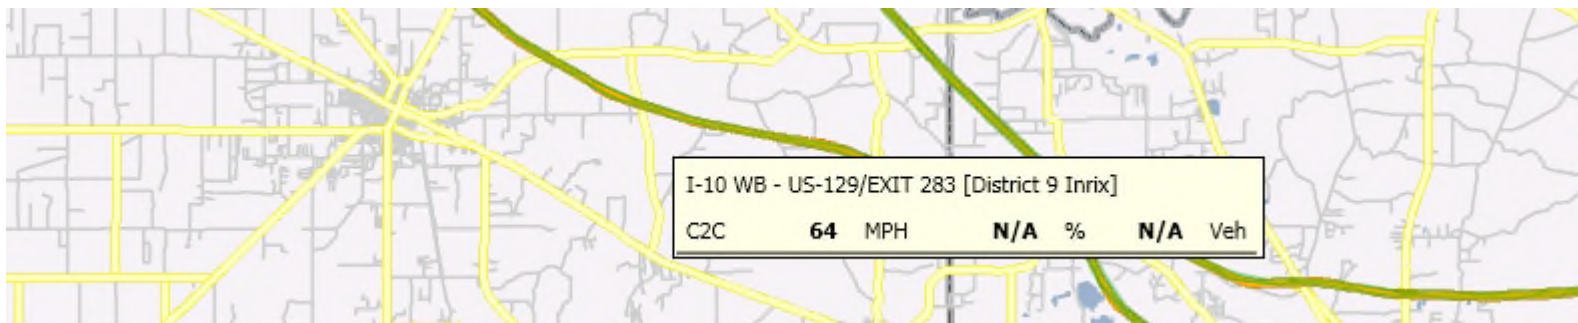 I-10 WB - US-129/EXIT 283 [District 9 Inrix]
C2C 64 MPH N/A % N/A Veh